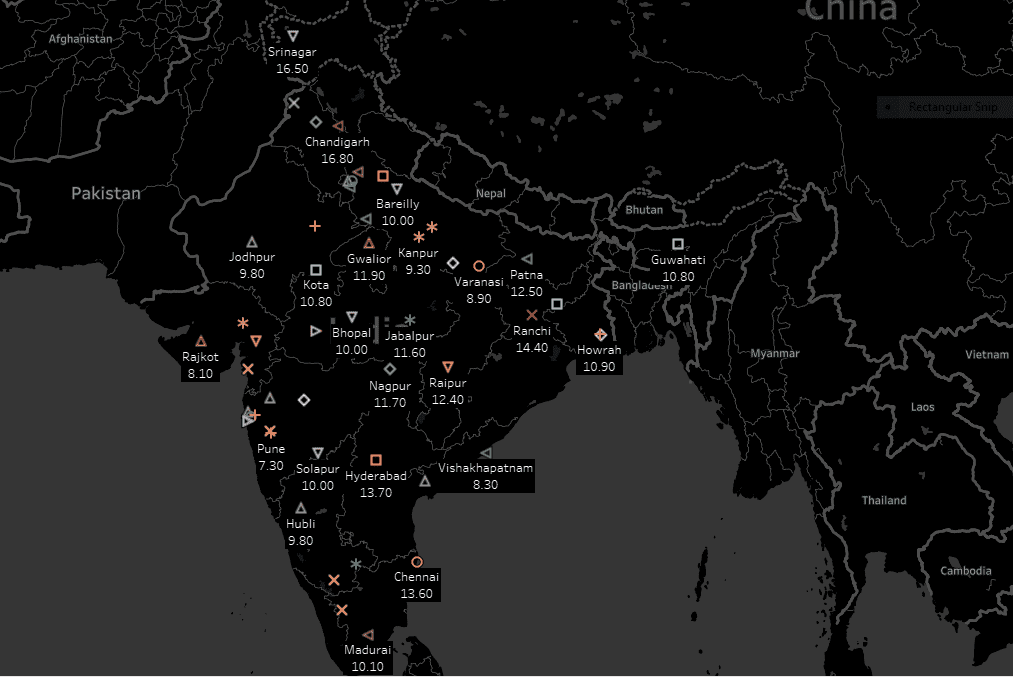 China
Afghanistan
Srinagar
16.50
Rectangular Snip
Chandigarh
16.80
Pakistan
Nepal
Bareilly
10.00
Bhutan
Jodhpur
9.80
Gwalior
11.90
Kanpur
9.30
Guwahati
10.80
Kota
10.80
Varanasi
8.90
Patna
12.50
Bangladesh
Bhopal
10.00
Jabalpur
11.60
Ranchi
14.40
Howrah
10.90
Rajkot
8.10
Myanmar
Vietnam
Nagpur
11.70
Raipur
12.40
Laos
Pune
7.30
Solapur
10.00
Hyderabad
13.70
Vishakhapatnam
8.30
Thailand
Hubli
9.80
Chennai
13.60
Cambodia
Madurai
10.10